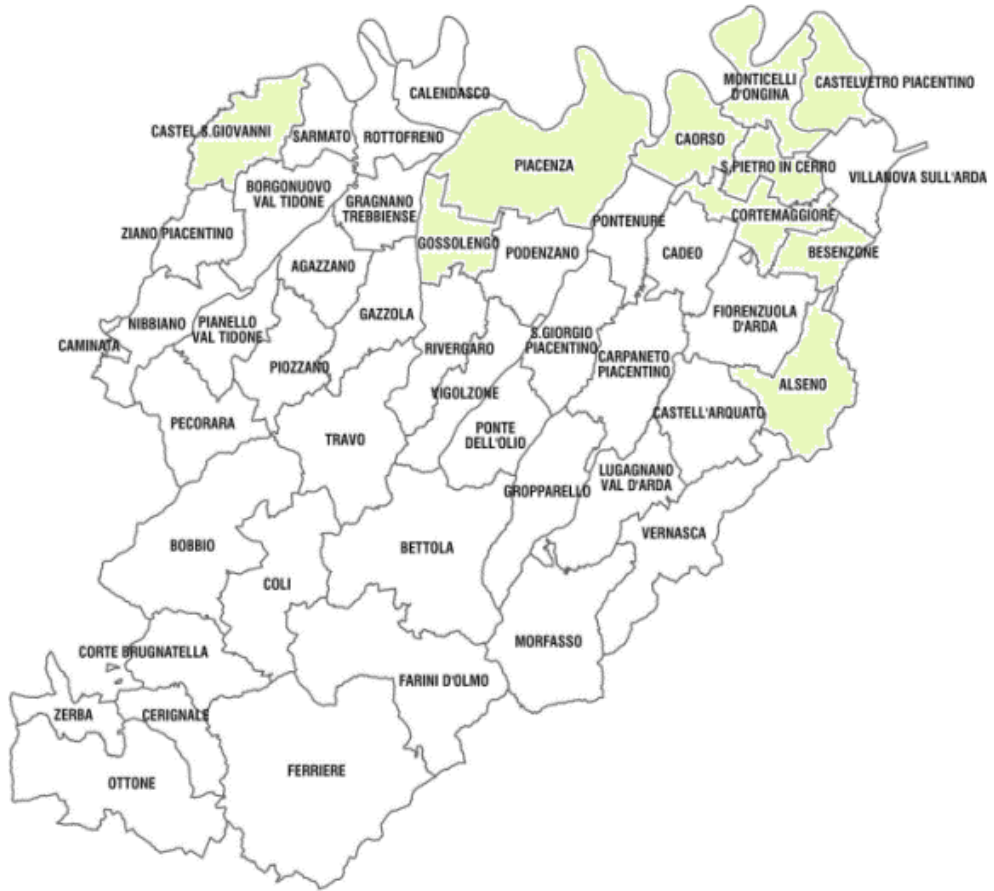 CALENDASCO
MONTICELLI
D'ONGINA
CASTELVETRO PIACENTINO
CASTEL S.GIOVANNI
SARMATO
ROTTOFRENO
PIACENZA
CAORSO
S.PIETRO IN CERRO
VILLANOVA SULL'ARDA
BORGONUOVO
VAL TIDONE
GRAGNANO
TREBBIENSE
PONTENURE
CORTEMAGGIORE
ZIANO PIACENTINO
GOSSOLENGO
PODENZANO
CADEO
BESENZONE
AGAZZANO
GAZZOLA
FIORENZUOLA
D'ARDA
NIBBIANO
PIANELLO
VAL TIDONE
CAMINATA
RIVERGARO
S.GIORGIO
PIACENTINO
CARPANETO
PIACENTINO
PIOZZANO
VIGOLZONE
ALSENO
PECORARA
TRAVO
PONTE
DELL'OLIO
CASTELL'ARQUATO
GROPPARELLO
LUGAGNANO
VAL D'ARDA
BOBBIO
BETTOLA
VERNASCA
COLI
MORFASSO
CORTE BRUGNATELLA
FARINI D'OLMO
ZERBA
CERIGNALE
FERRIERE
OTTONE